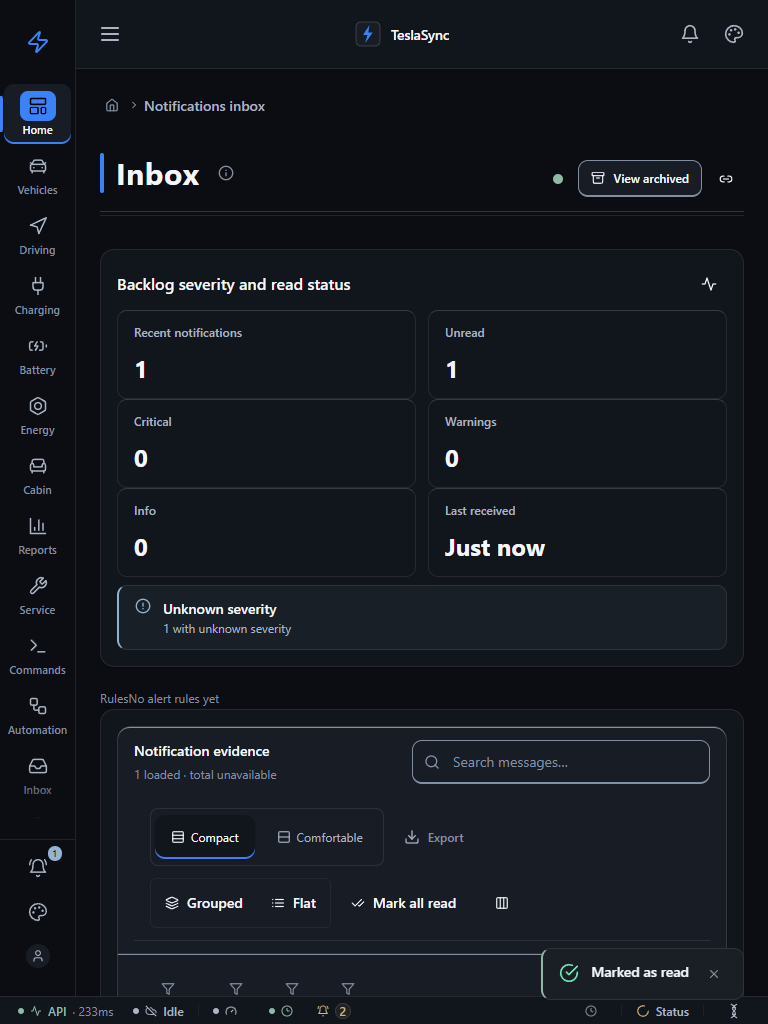 TeslaSync
Home
Vehicles
Driving
Charging
Battery
Energy
Cabin
Reports
Service
Commands
Automation
Inbox
1
Notifications inbox
Inbox
View archived
Backlog severity and read status
Recent notifications
1
Unread
1
Critical
0
Warnings
0
Info
0
Last received
Just now
Unknown severity
1 with unknown severity
RulesNo alert rules yet
Notification evidence
1 loaded · total unavailable
Search messages...
Compact
Comfortable
Export
Grouped
Flat
Mark all read
Marked as read
API · 233ms
Idle
2
Status